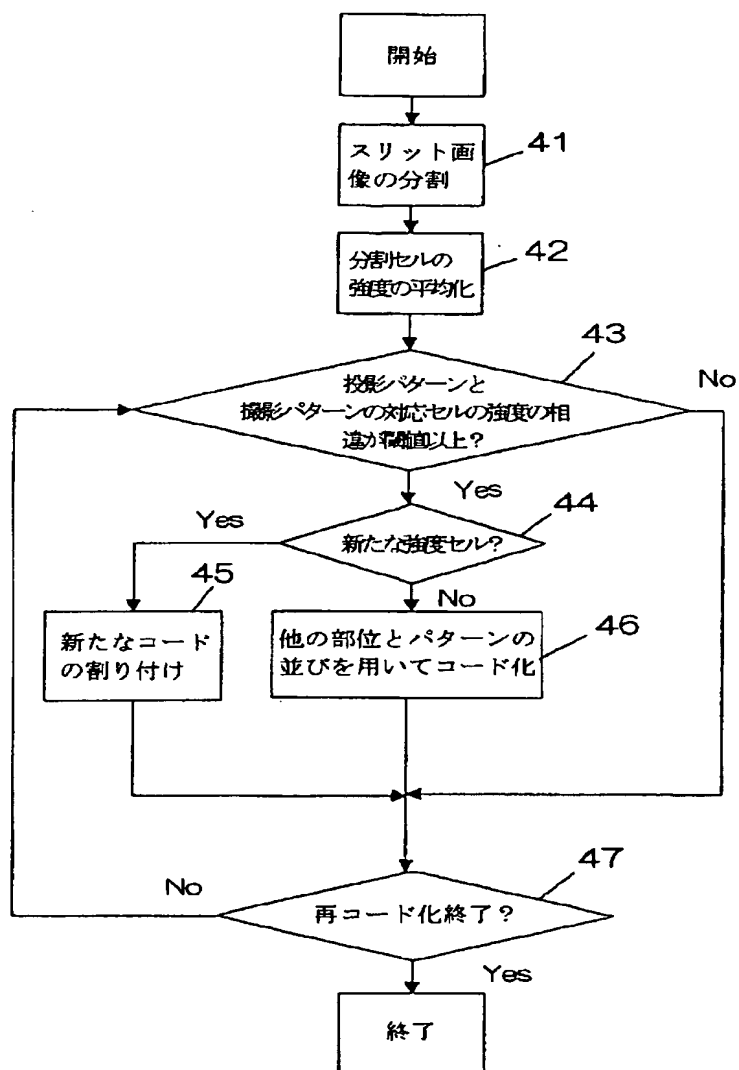 開始
スリット画
像の分割
41
分割セルの
強度の平均化
42
43
投影パターンと
撮影パターンの対応セルの強度の相
違が閾値以上?
No
Yes
44
新たな強度セル?
Yes
No
45
新たなコード
の割り付け
46
他の部位とパターンの
並びを用いてコード化
47
再コード化終了?
No
Yes
終了